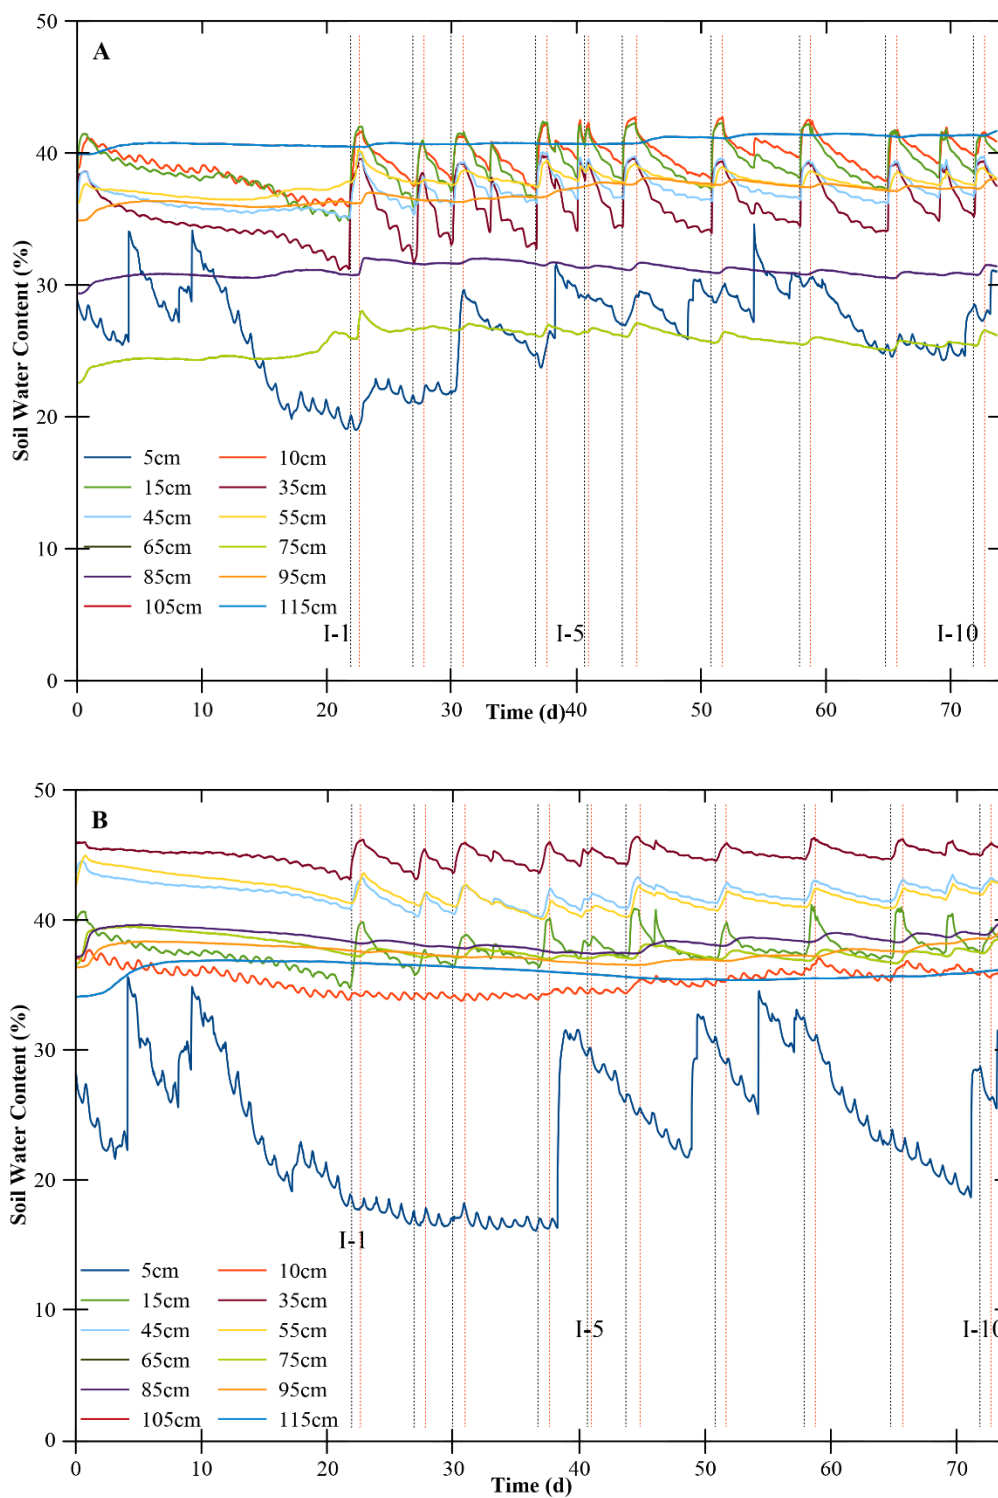 50
A
40
30
20
10
0
Soil Water Content (%)
5cm 10cm
15cm 35cm
45cm 55cm
65cm 75cm
85cm 95cm
105cm 115cm
I-1 I-5 I-10
0 10 20 30 40 50 60 70
Time (d)
50
B
40
30
20
10
0
Soil Water Content (%)
I-1
5cm 10cm
15cm 35cm
45cm 55cm
65cm 75cm
85cm 95cm
105cm 115cm
I-5 I-10
0 10 20 30 40 50 60 70
Time (d)